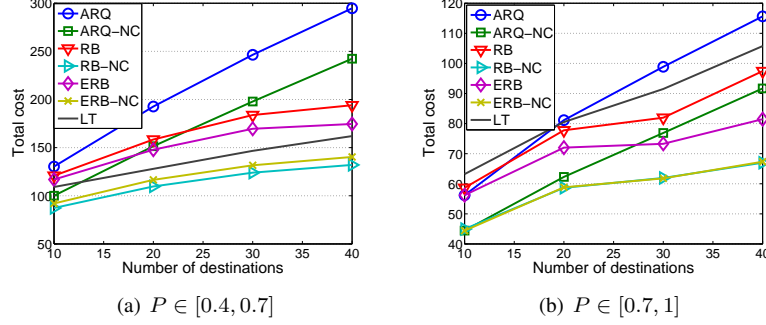 300
250
200
150
100
50
Total cost
ARQ
ARQ−NC
RB
RB−NC
ERB
ERB−NC
LT
10 15 20 25 30 35 40
Number of destinations
(a) P ∈ [0.4, 0.7]
120
110
100
90
80
70
60
50
40
Total cost
ARQ
ARQ−NC
RB
RB−NC
ERB
ERB−NC
LT
10 15 20 25 30 35 40
Number of destinations
(b) P ∈ [0.7, 1]